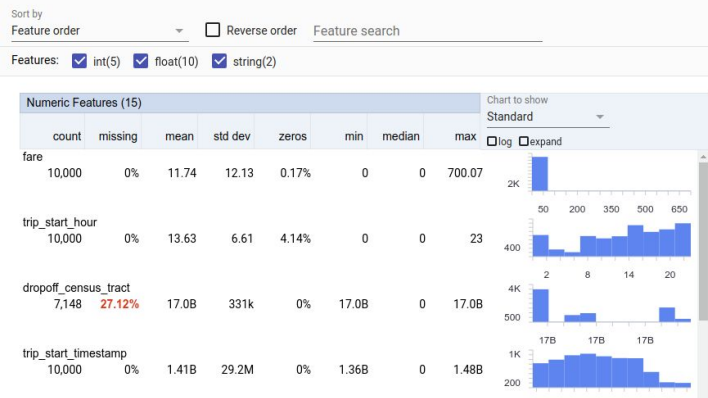 Sort by
Feature order
Reverse order
Feature search
Features: int(5) float(10) string(2)
Numeric Features (15)
Chart to show
Standard
log expand
count missing mean std dev zeros min median max
fare
10,000 0% 11.74 12.13 0.17% 0 0 700.07
2K
50 200 350 500 650
trip_start_hour
10,000 0% 13.63 6.61 4.14% 0 0 23
400
2 8 14 20
dropoff_census_tract
7,148 27.12% 17.0B 331k 0% 17.0B 0 17.0B
4K
500
17B 17B 17B
trip_start_timestamp
10,000 0% 1.41B 29.2M 0% 1.36B 0 1.48B
1K
200